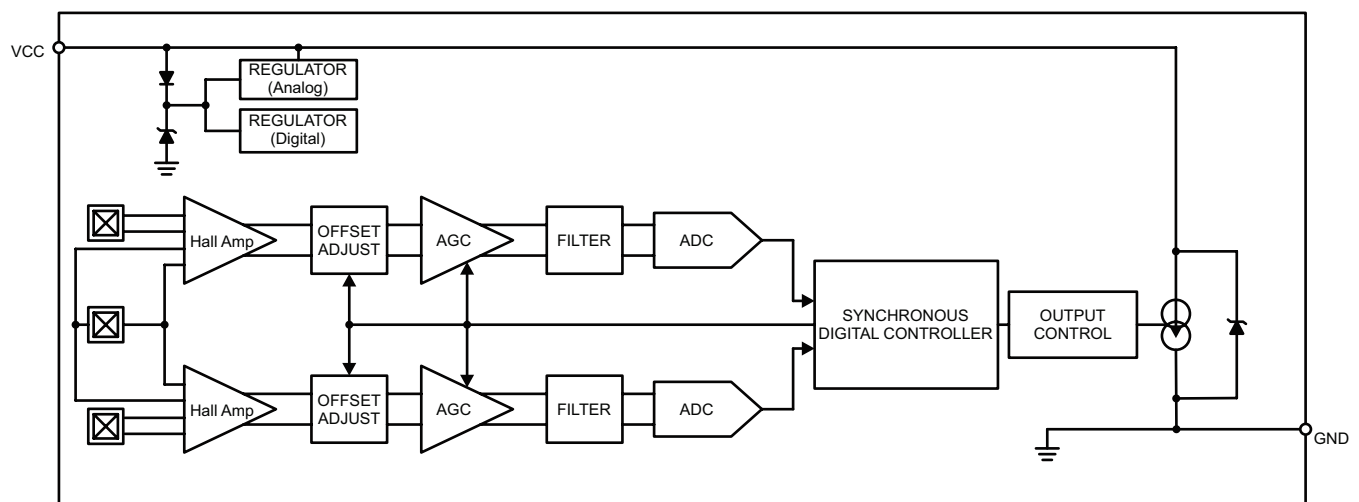 VCC
REGULATOR
(Analog)
REGULATOR
(Digital)
Hall Amp
OFFSET
ADJUST
AGC
FILTER
ADC
SYNCHRONOUS
DIGITAL CONTROLLER
OUTPUT
CONTROL
Hall Amp
OFFSET
ADJUST
AGC
FILTER
ADC
GND